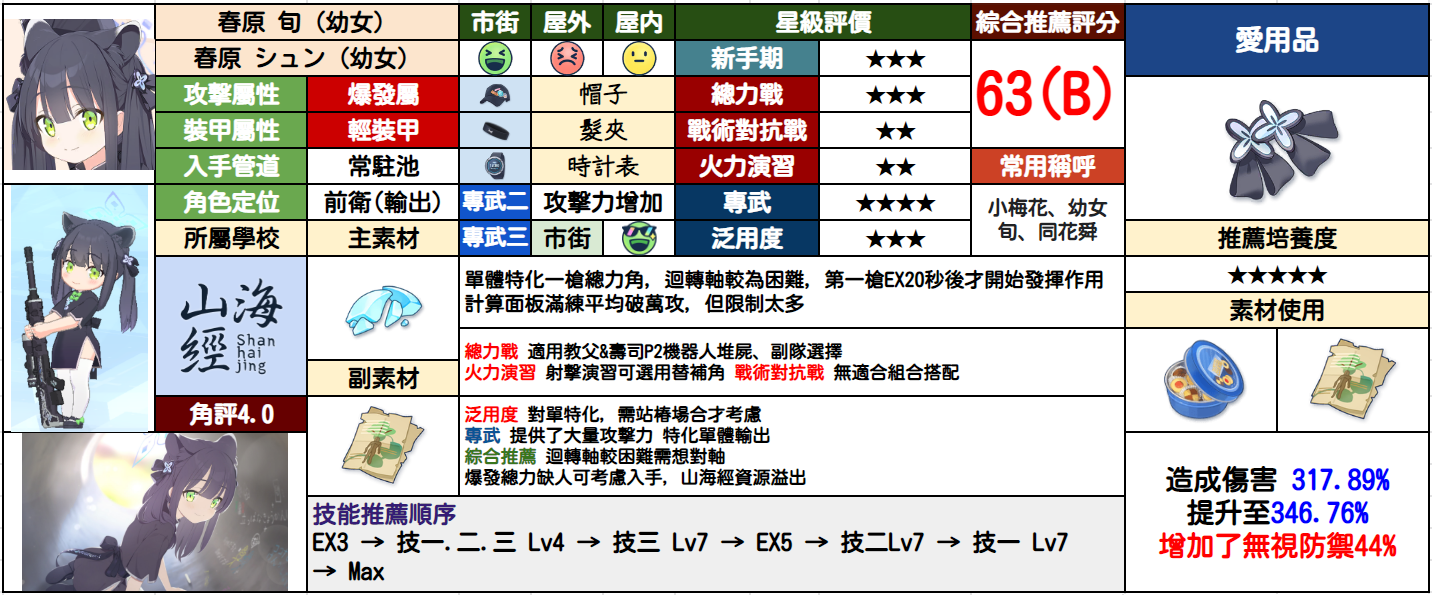 春原 旬（幼女）
市街
屋外
屋内
星級評價
綜合推薦評分
愛用品
春原 シュン（幼女）
新手期
★★★
63(B)
攻擊屬性
爆發屬
帽子
總力戰
★★★
裝甲屬性
輕裝甲
髮夾
戰術對抗戰
★★
入手管道
常駐池
時計表
火力演習
★★
常用稱呼
角色定位
前衛(輸出)
專武二
攻擊力增加
專武
★★★★
小梅花、幼女
旬、同花舜
所屬學校
主素材
專武三
市街
泛用度
★★★
推薦培養度
★★★★★
素材使用
山海
經
Shan
hai
jing
單體特化一槍總力角，迴轉軸較為困難，第一槍EX20秒後才開始發揮作用
計算面板滿練平均破萬攻，但限制太多
總力戰 適用教父&壽司P2機器人堆屍、副隊選擇
火力演習 射擊演習可選用替補角 戰術對抗戰 無適合組合搭配
副素材
角評4.0
泛用度 對單特化，需站樁場合才考慮
專武 提供了大量攻擊力 特化單體輸出
綜合推薦 迴轉軸較困難需想對軸
爆發總力缺人可考慮入手，山海經資源溢出
造成傷害 317.89%
提升至346.76%
增加了無視防禦44%
技能推薦順序
EX3 → 技一.二.三 Lv4 → 技三 Lv7 → EX5 → 技二Lv7 → 技一 Lv7
→ Max